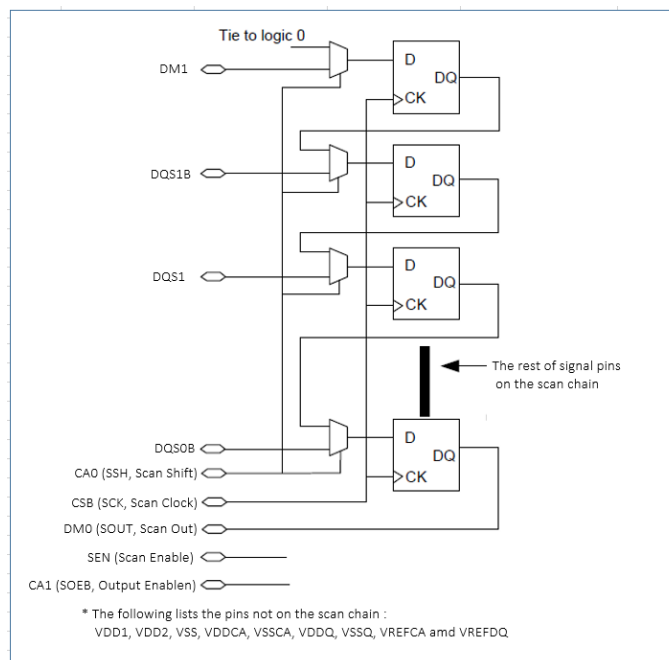 Tie to logic 0
DM1
D
DQ
CK
DQS1B
D
DQ
CK
DQS1
D
DQ
CK
The rest of signal pins
on the scan chain
DQS0B
D
DQ
CK
CA0 (SSH, Scan Shift)
CSB (SCK, Scan Clock)
DM0 (SOUT, Scan Out)
SEN (Scan Enable)
CA1 (SOEB, Output Enablen)
* The following lists the pins not on the scan chain :
VDD1, VDD2, VSS, VDDCA, VSSCA, VDDQ, VSSQ, VREFCA amd VREFDQ